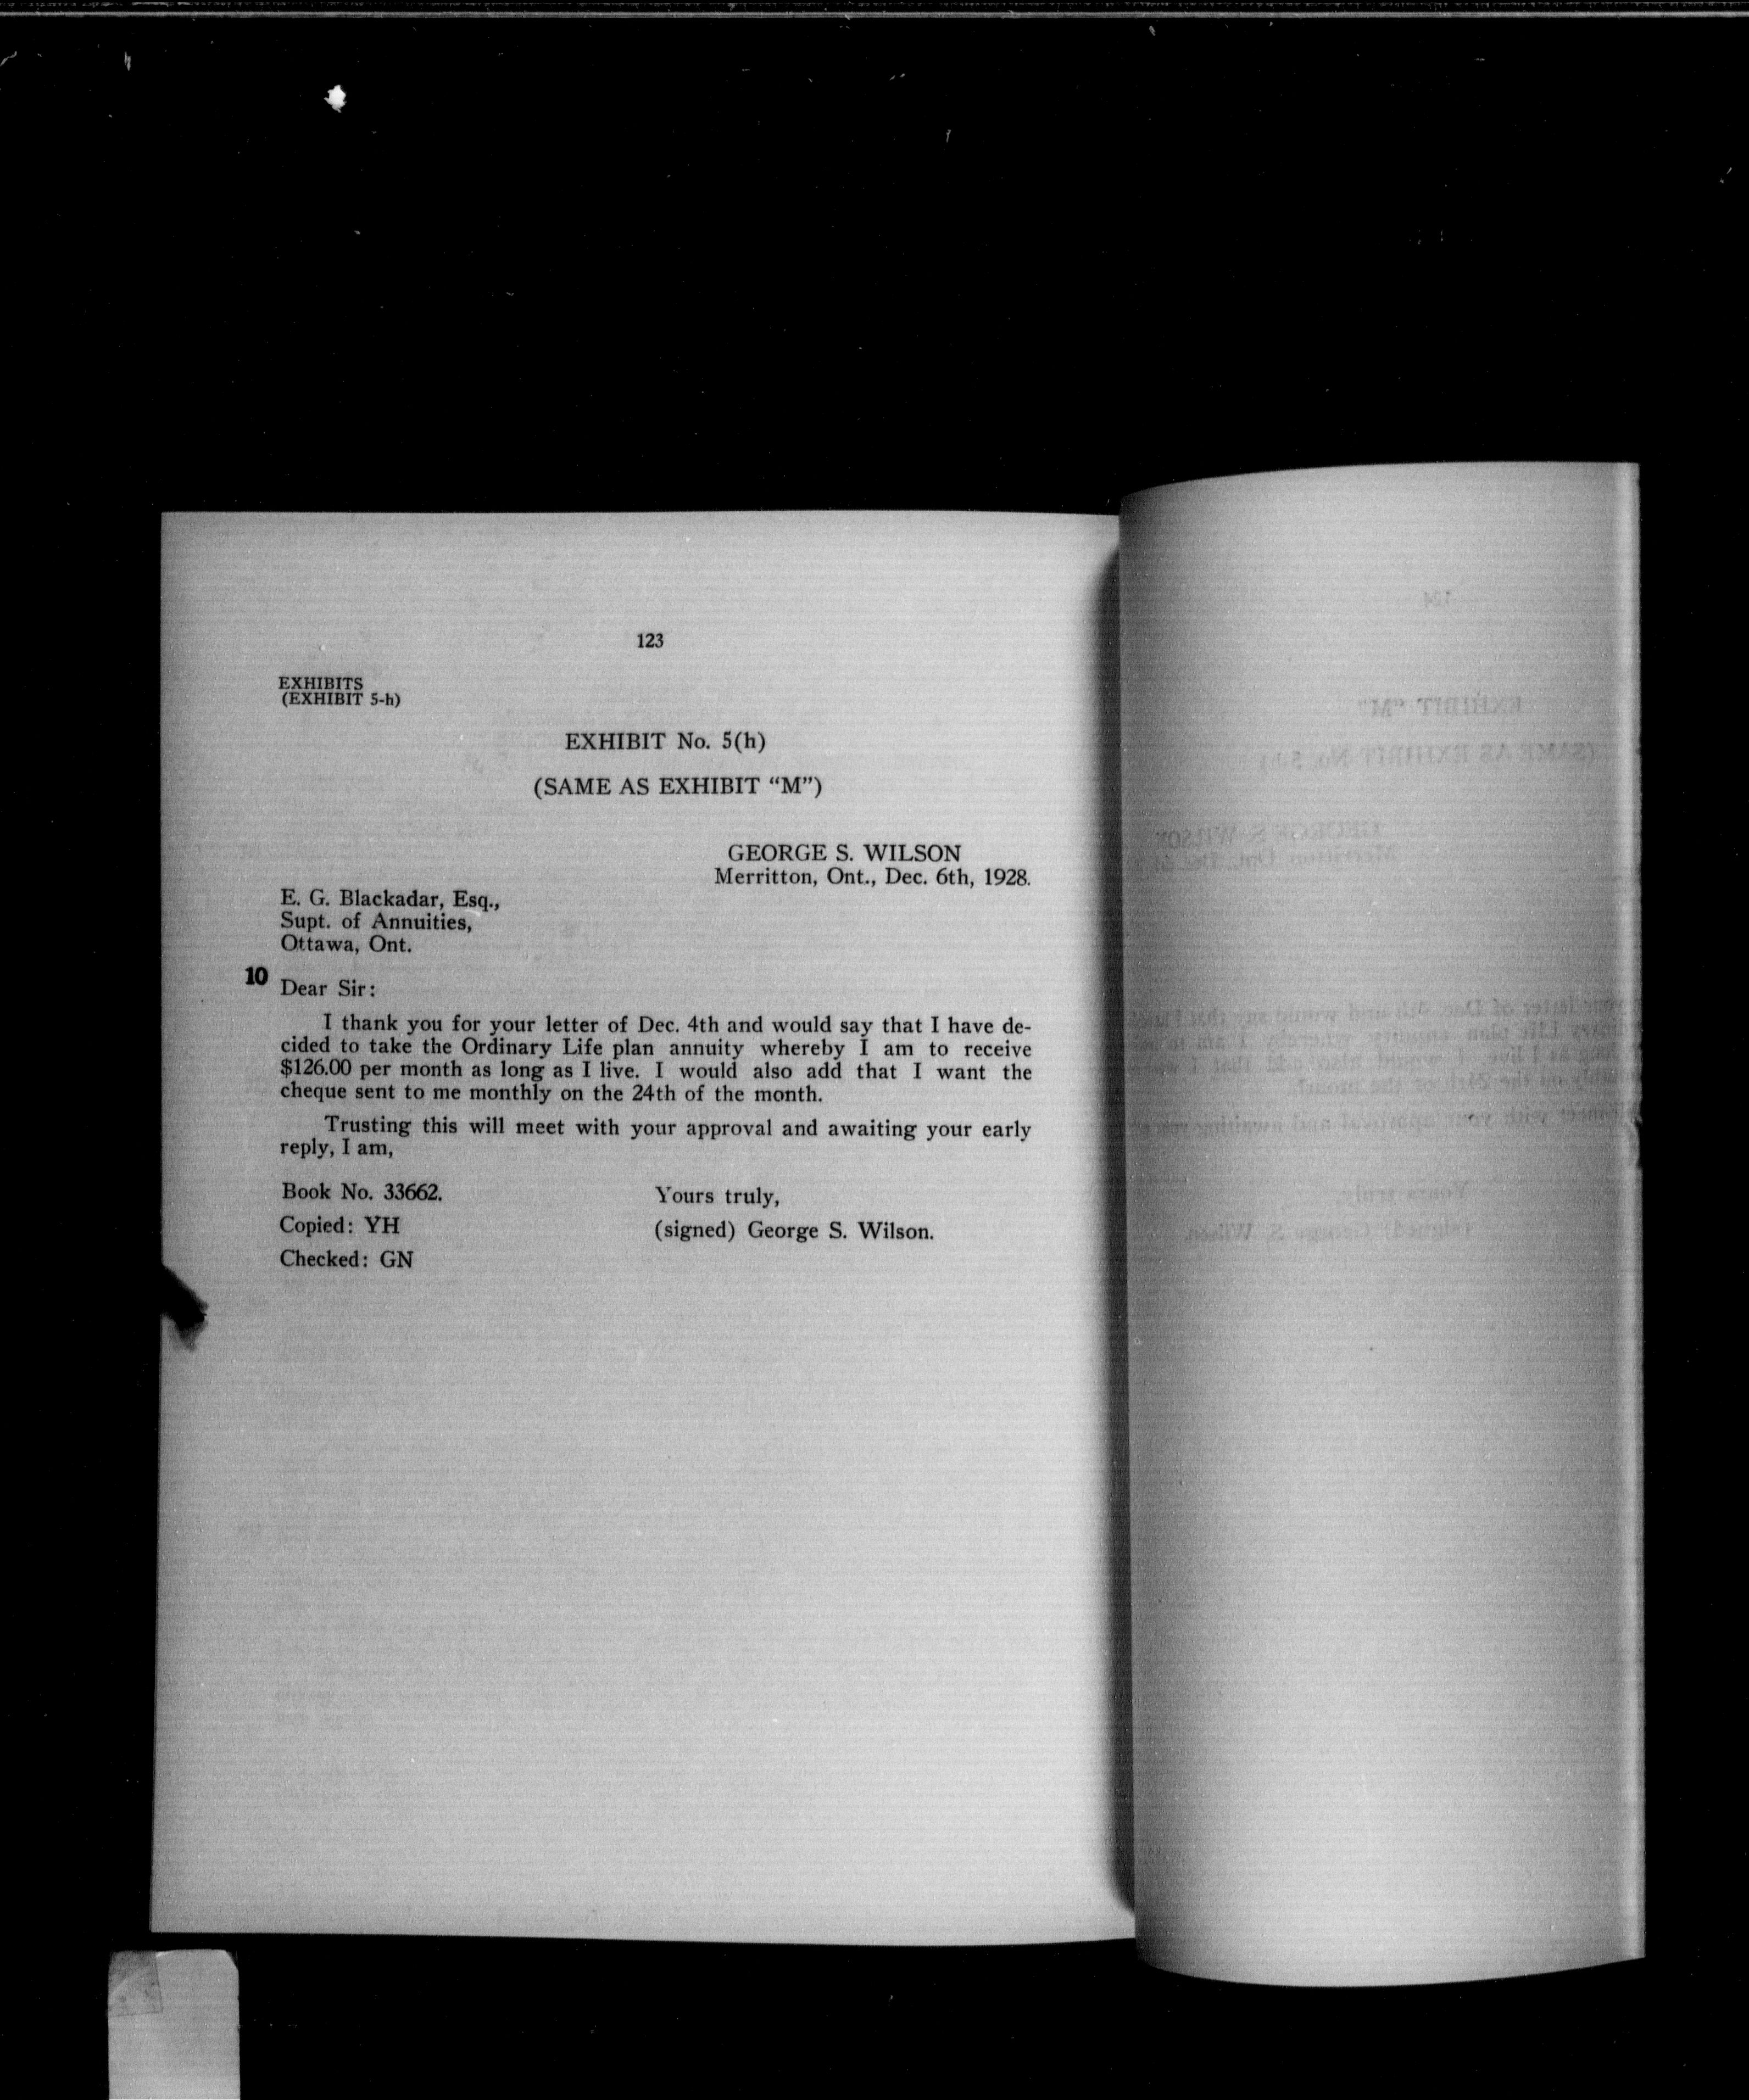 123
EXHIBITS
(EXHIBIT 5-h)
EXHIBIT No. 5(h)
(SAME AS EXHIBIT “M”)
GEORGE S. WILSON
Merritton, Ont., Dec. 6th, 1928.
E. G. Blackadar, Esq.,
Supt. of Annuities,
Ottawa, Ont.
10
Dear Sir:
I thank you for your letter of Dec. 4th and would say that I have de-
cided to take the Ordinary Life plan annuity whereby I am to receive
$126.00 per month as long as I live. I would also add that I want the
cheque sent to me monthly on the 24th of the month.
Trusting this will meet with your approval and awaiting your early
reply, I am,
Book No. 33662.
Yours truly,
Copied: YH
(signed) George S. Wilson.
Checked: GN